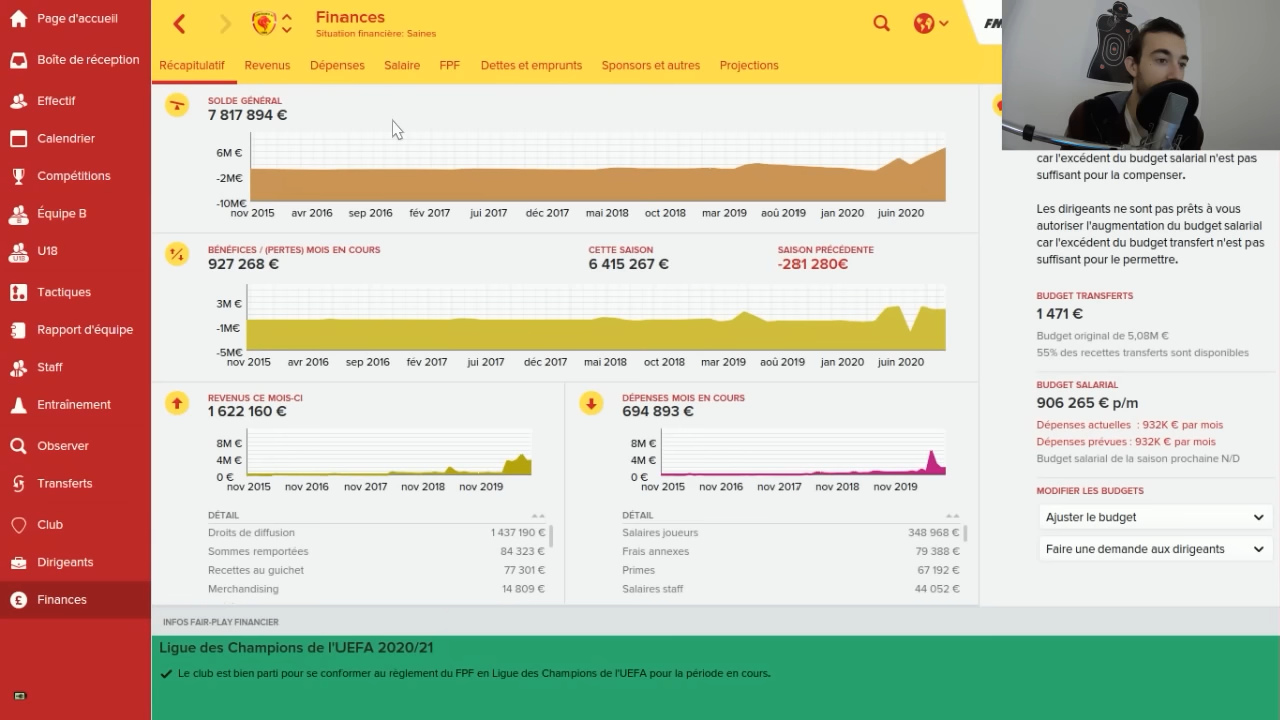 Page d'accueil
Boîte de réception
Effectif
Calendrier
Compétitions
Équipe B
U18
Tactiques
Rapport d'équipe
Staff
Entraînement
Observer
Transferts
Club
Dirigeants
Finances
Finances
Situation financière: Saines
FM
Récapitulatif Revenus Dépenses Salaire FPF Dettes et emprunts Sponsors et autres Projections
SOLDE GÉNÉRAL
7 817 894 €
6M €
-2M€
-10M€
nov 2015 avr 2016 sep 2016 fév 2017 jui 2017 déc 2017 mai 2018 oct 2018 mar 2019 aoû 2019 jan 2020 juin 2020
BÉNÉFICES / (PERTES) MOIS EN COURS
927 268 €
CETTE SAISON
6 415 267 €
SAISON PRÉCÉDENTE
-281 280€
3M €
-1M€
-5M€
nov 2015 avr 2016 sep 2016 fév 2017 jui 2017 déc 2017 mai 2018 oct 2018 mar 2019 aoû 2019 jan 2020 juin 2020
REVENUS CE MOIS-CI
1 622 160 €
8M €
4M €
0 €
nov 2015 nov 2016 nov 2017 nov 2018 nov 2019
DÉTAIL
Droits de diffusion 1 437 190 €
Sommes remportées 84 323 €
Recettes au guichet 77 301 €
Merchandising 14 809 €
DÉPENSES MOIS EN COURS
694 893 €
8M €
4M €
0 €
nov 2015 nov 2016 nov 2017 nov 2018 nov 2019
DÉTAIL
Salaires joueurs 348 968 €
Frais annexes 79 388 €
Primes 67 192 €
Salaires staff 44 052 €
car l'excédent du budget salarial n'est pas
suffisant pour la compenser.
Les dirigeants ne sont pas prêts à vous
autoriser l'augmentation du budget salarial
car l'excédent du budget transfert n'est pas
suffisant pour le permettre.
BUDGET TRANSFERTS
1 471 €
Budget original de 5,08M €
55% des recettes transferts sont disponibles
BUDGET SALARIAL
906 265 € p/m
Dépenses actuelles : 932K € par mois
Dépenses prévues : 932K € par mois
Budget salarial de la saison prochaine N/D
MODIFIER LES BUDGETS
Ajuster le budget
Faire une demande aux dirigeants
INFOS FAIR-PLAY FINANCIER
Ligue des Champions de l'UEFA 2020/21
Le club est bien parti pour se conformer au règlement du FPF en Ligue des Champions de l'UEFA pour la période en cours.